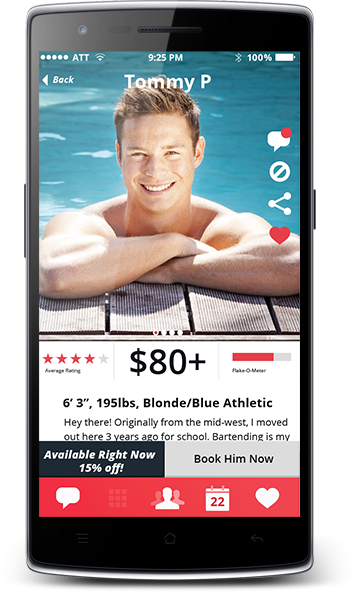 ATT 9:25 PM 100%
Back
Tommy P
$80+
Average Rating
Flake-O-Meter
6’ 3”, 195lbs, Blonde/Blue Athletic
Hey there! Originally from the mid-west, I moved
out here 3 years ago for school. Bartending is my
Available Right Now
15% off!
Book Him Now
22